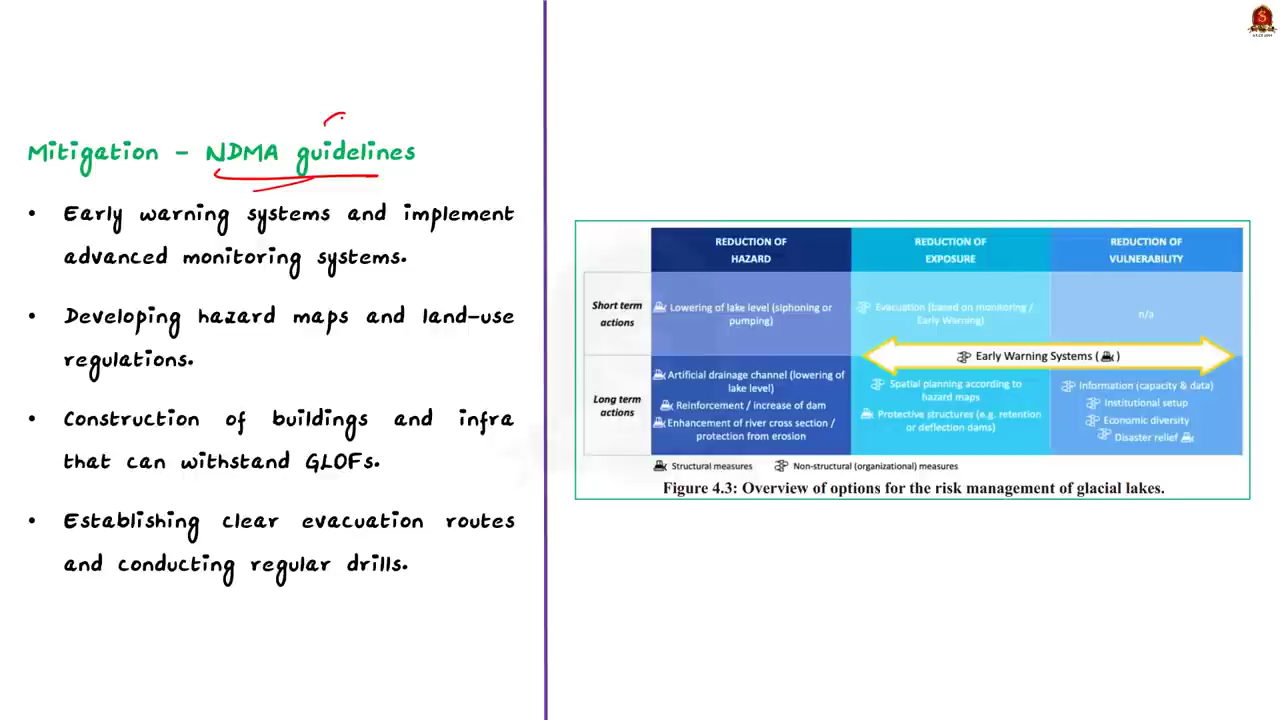 Mitigation - NDMA guidelines
• Early warning systems and implement
advanced monitoring systems.
• Developing hazard maps and land-use
regulations.
• Construction of buildings and infra
that can withstand GLOFs.
• Establishing clear evacuation routes
and conducting regular drills.
REDUCTION OF
HAZARD
REDUCTION OF
EXPOSURE
REDUCTION OF
VULNERABILITY
Short term
actions
Lowering of lake level (siphoning or
pumping)
Evacuation (based on monitoring /
Early Warning)
n/a
Early Warning Systems ( )
Long term
actions
Artificial drainage channel (lowering of
lake level)
Reinforcement / increase of dam
Enhancement of river cross section /
protection from erosion
Spatial planning according to
hazard maps
Protective structures (e.g. retention
or deflection dams)
Information (capacity & data)
Institutional setup
Economic diversity
Disaster relief
Structural measures
Non-structural (organizational) measures
Figure 4.3: Overview of options for the risk management of glacial lakes.